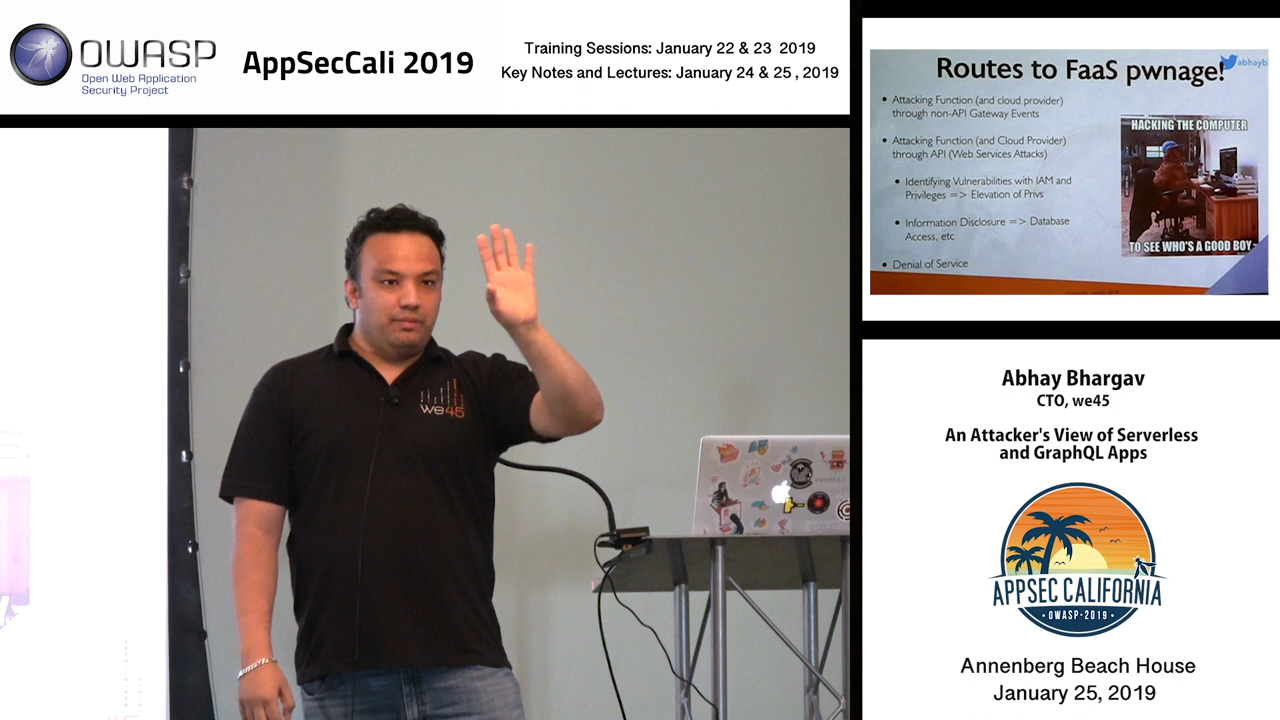 OWASP
Open Web Application
Security Project
AppSecCali 2019
Training Sessions: January 22 & 23 2019
Key Notes and Lectures: January 24 & 25 , 2019
we45
Routes to FaaS pwnage!
abhayb
• Attacking Function (and cloud provider)
through non-API Gateway Events
• Attacking Function (and Cloud Provider)
through API (Web Services Attacks)
• Identifying Vulnerabilities with IAM and
Privileges => Elevation of Privs
• Information Disclosure => Database
Access, etc
• Denial of Service
HACKING THE COMPUTER
TO SEE WHO'S A GOOD BOY
Abhay Bhargav
CTO, we45
An Attacker's View of Serverless
and GraphQL Apps
APPSEC CALIFORNIA
• OWASP-2019 •
Annenberg Beach House
January 25, 2019